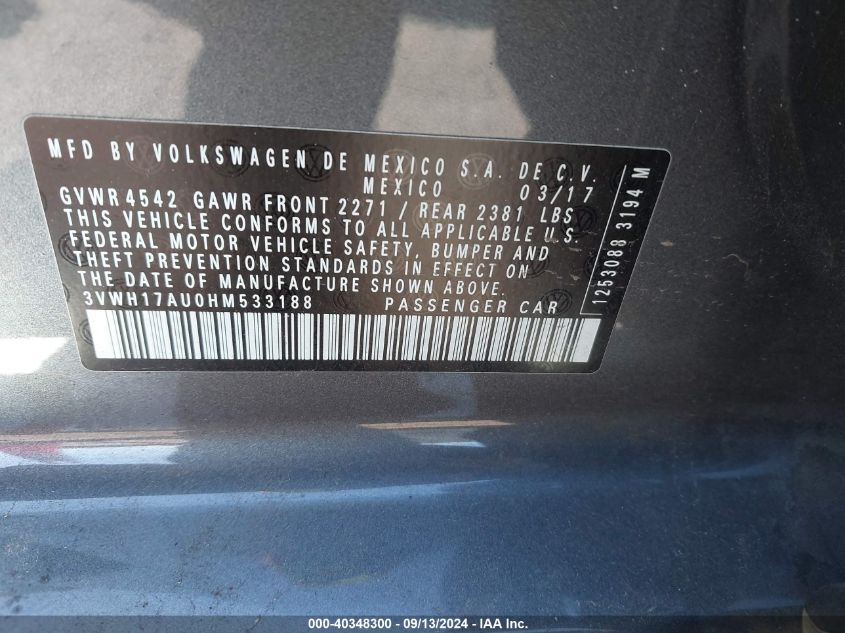 MFD BY VOLKSWAGEN DE MEXICO S.A. DE C.V.
MEXICO 03/17
GVWR 4542 GAWR FRONT 2271 / REAR 2381 LBS
THIS VEHICLE CONFORMS TO ALL APPLICABLE U.S.
FEDERAL MOTOR VEHICLE SAFETY, BUMPER AND
THEFT PREVENTION STANDARDS IN EFFECT ON
THE DATE OF MANUFACTURE SHOWN ABOVE.
3VWH17AU0HM533188 PASSENGER CAR
1253088 3194 M
000-40348300 - 09/13/2024 - IAA Inc.